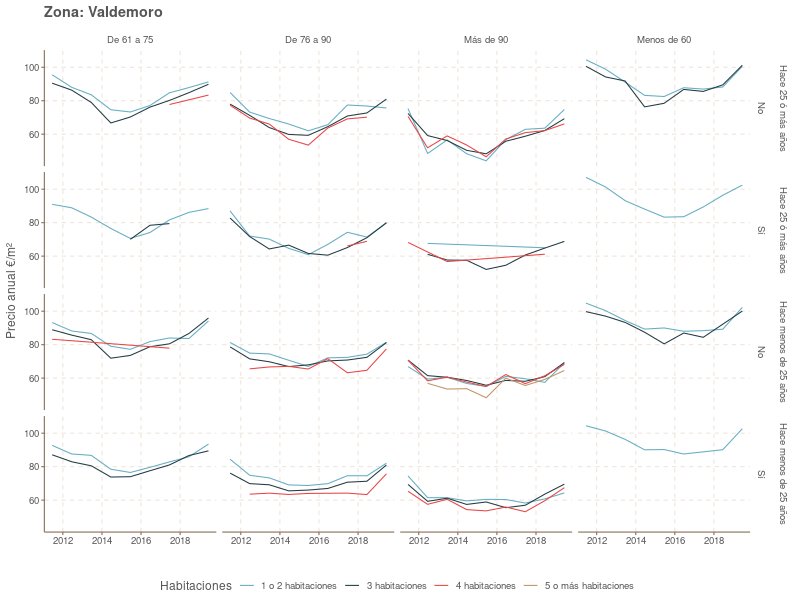 Zona: Valdemoro
De 61 a 75 De 76 a 90 Más de 90 Menos de 60
100
80
60
No
Hace 25 ó más años
100
80
60
Si
Hace 25 ó más años
100
80
60
No
Hace menos de 25 años
100
80
60
Si
Hace menos de 25 años
Precio anual €/m²
2012 2014 2016 2018 2012 2014 2016 2018 2012 2014 2016 2018 2012 2014 2016 2018
Habitaciones 1 o 2 habitaciones 3 habitaciones 4 habitaciones 5 o más habitaciones